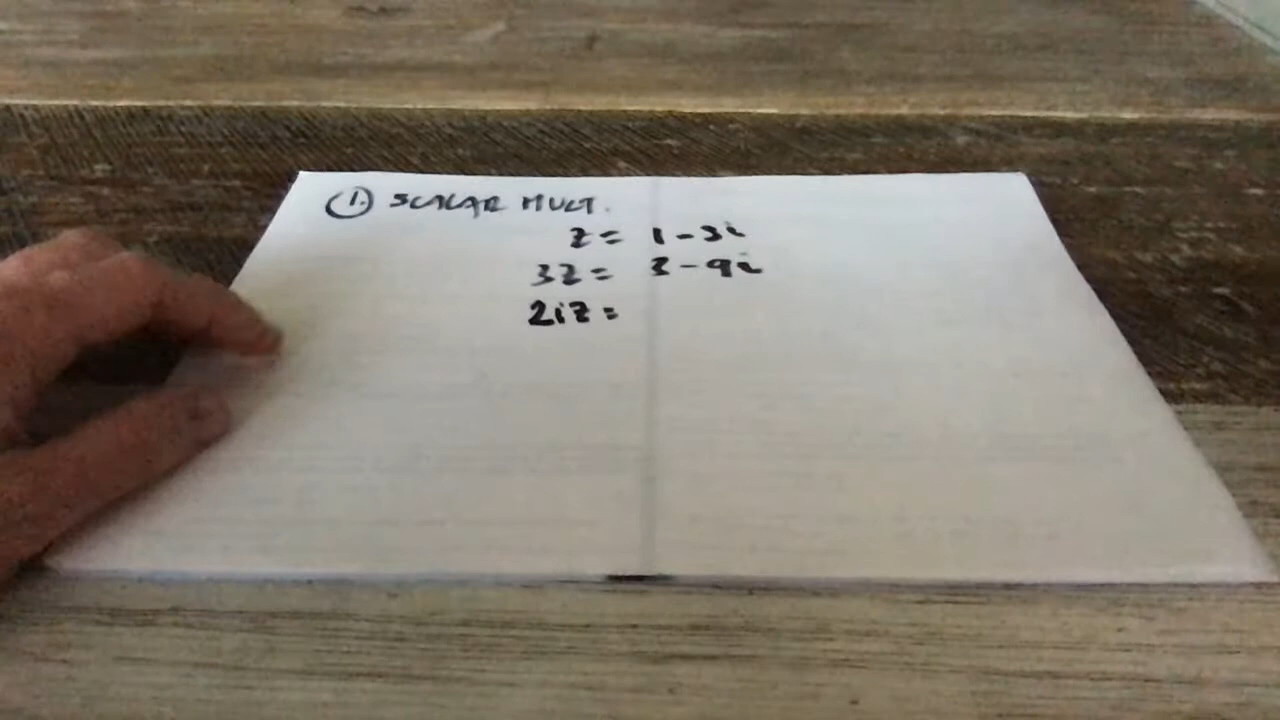 1. SCALAR MULT.
z = 1 - 3i
3z = 3 - 9i
2iz =